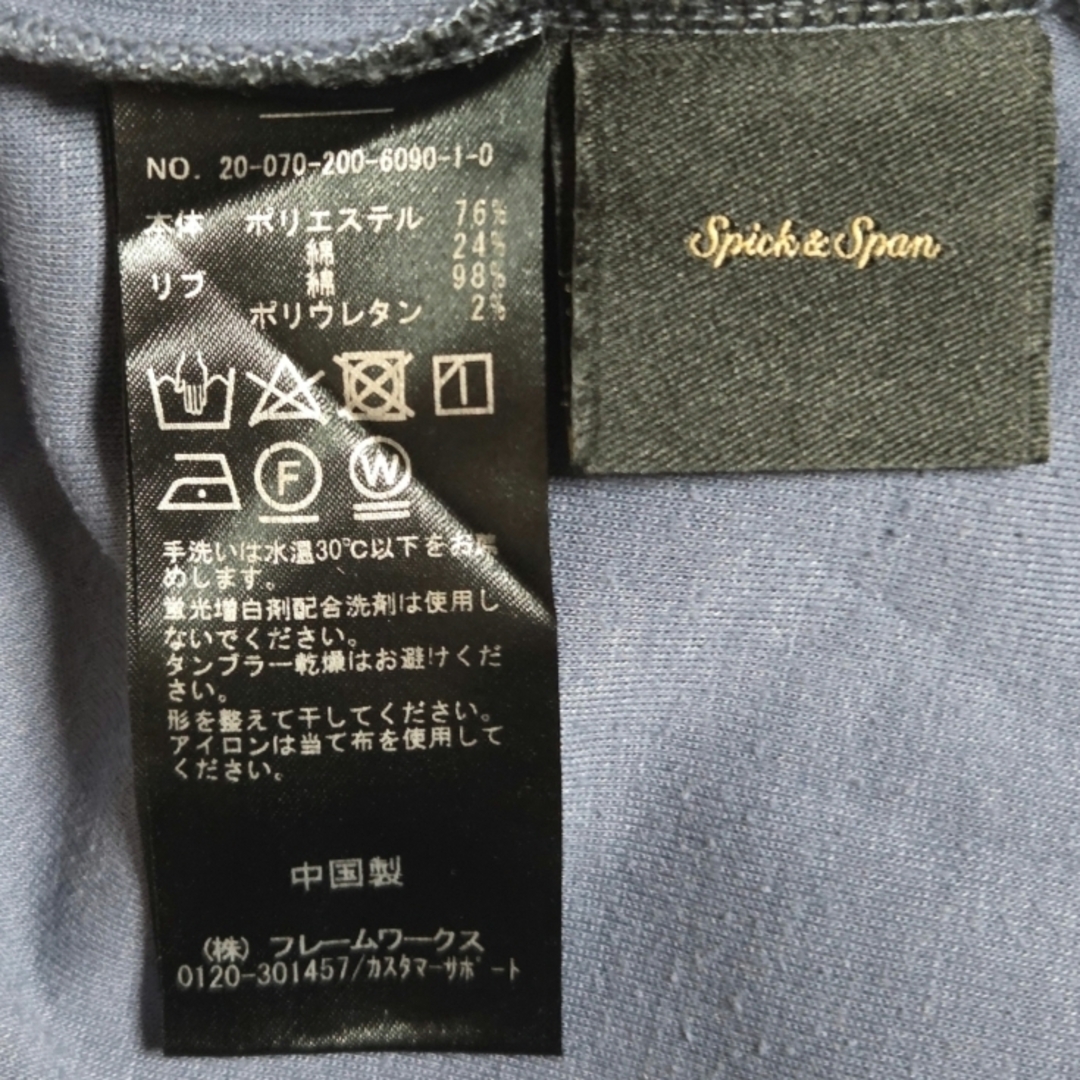 NO. 20-070-200-6090-1-0
本体 ポリエステル 76%
綿 24%
リブ 綿 98%
ポリウレタン 2%
F W
手洗いは水温30℃以下をお薦
めします。
蛍光増白剤配合洗剤は使用し
ないでください。
タンブラー乾燥はお避けくだ
さい。
形を整えて干してください。
アイロンは当て布を使用して
ください。
中国製
(株) フレームワークス
0120-301457/カスタマーサポート
Spick & Span